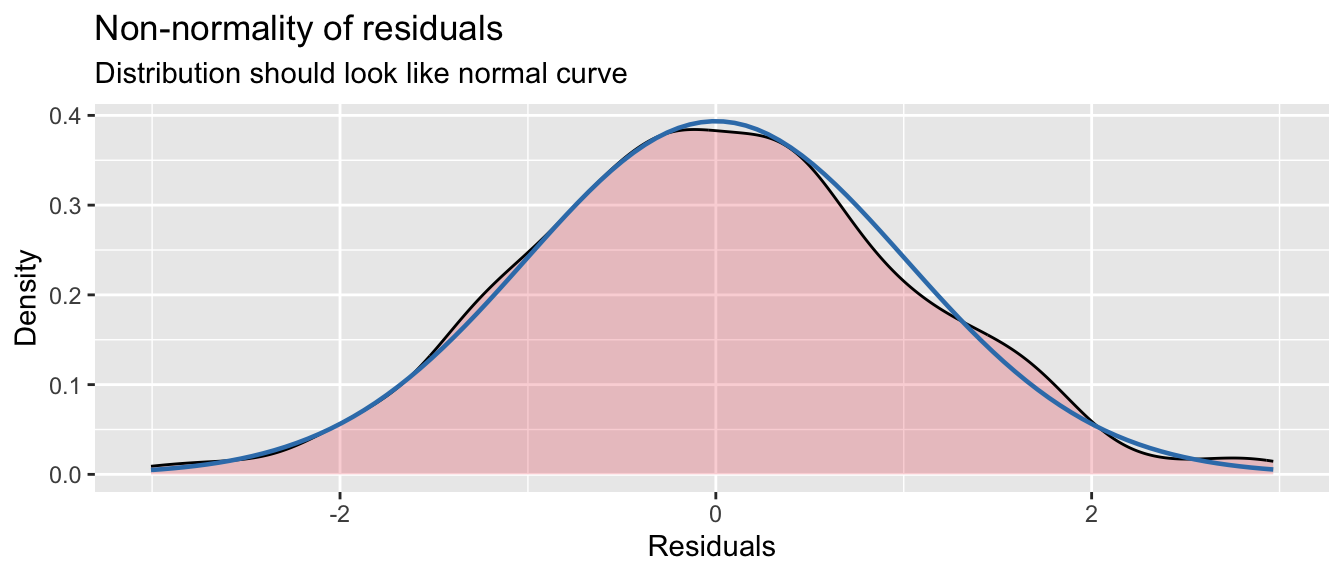 Non-normality of residuals
Distribution should look like normal curve
Density
0.4
0.3
0.2
0.1
0.0
-2 0 2
Residuals